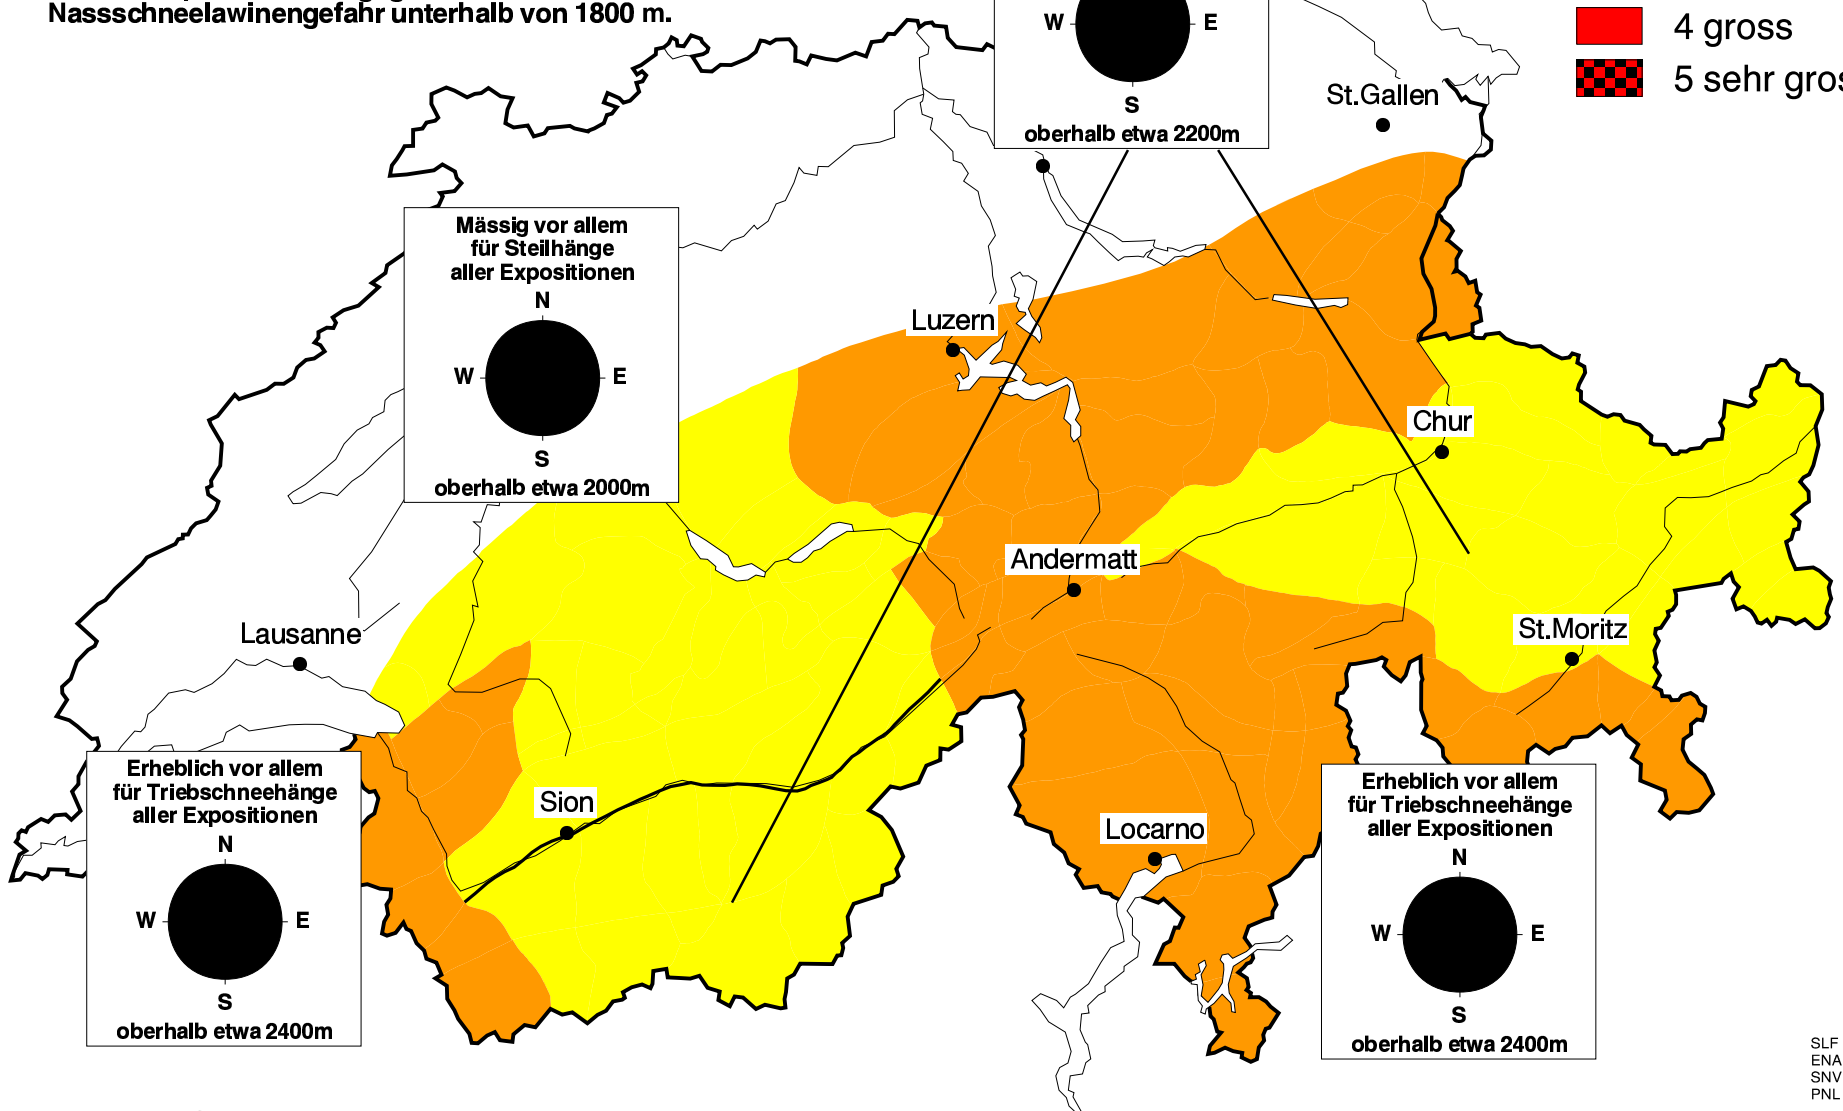 Nassschneelawinengefahr unterhalb von 1800 m.
W E
S
oberhalb etwa 2200m
4 gross
5 sehr gros
St.Gallen
Mässig vor allem
für Steilhänge
aller Expositionen
N
W E
S
oberhalb etwa 2000m
Luzern
Chur
Andermatt
Lausanne
St.Moritz
Sion
Locarno
Erheblich vor allem
für Triebschneehänge
aller Expositionen
N
W E
S
oberhalb etwa 2400m
Erheblich vor allem
für Triebschneehänge
aller Expositionen
N
W E
S
oberhalb etwa 2400m
SLF
ENA
SNV
PNL